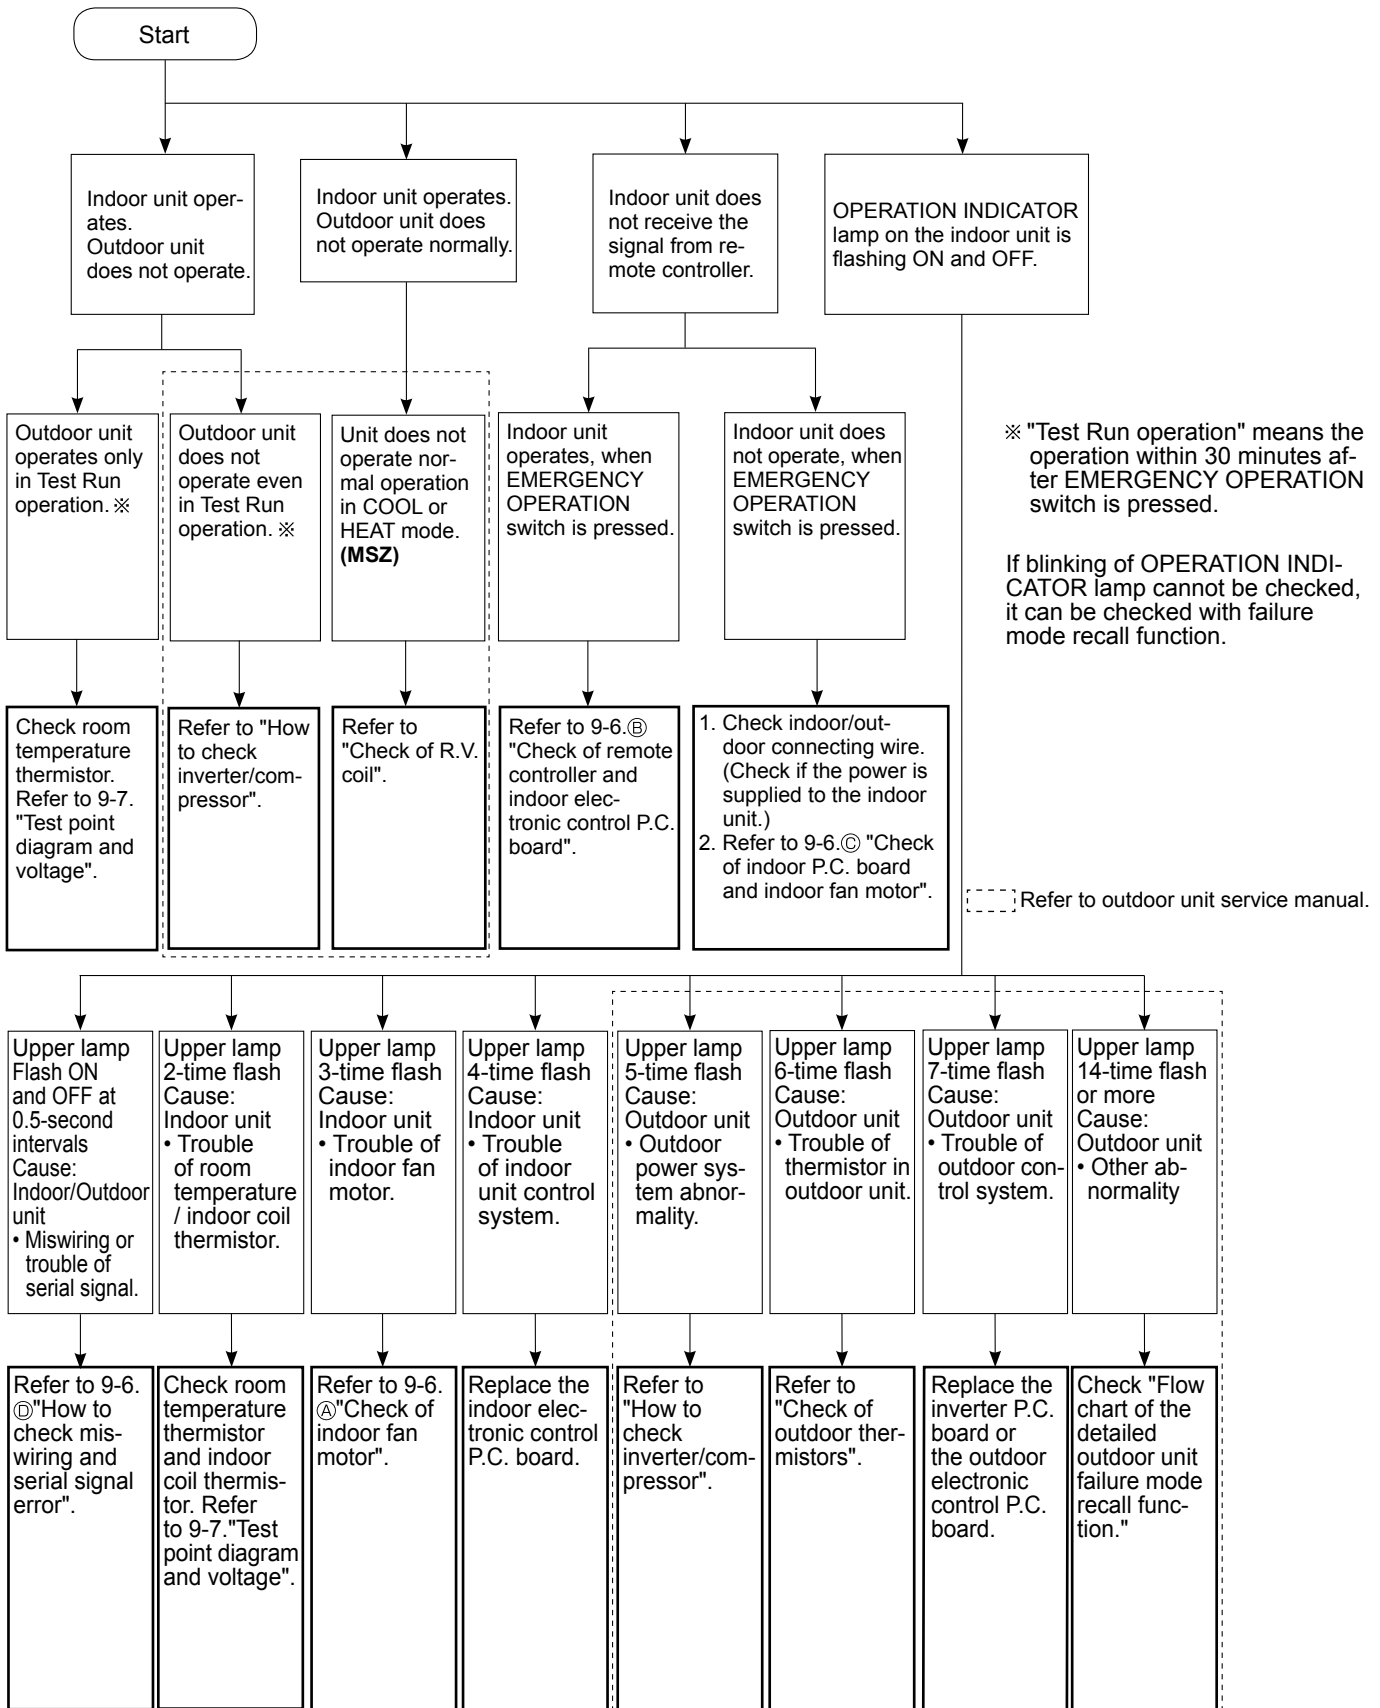 Start
Indoor unit oper-
ates.
Outdoor unit
does not operate.
Indoor unit operates.
Outdoor unit does
not operate normally.
Indoor unit does
not receive the
signal from re-
mote controller.
OPERATION INDICATOR
lamp on the indoor unit is
flashing ON and OFF.
Outdoor unit
operates only
in Test Run
operation. ※
Outdoor unit
does not
operate even
in Test Run
operation. ※
Unit does not
operate nor-
mal operation
in COOL or
HEAT mode.
(MSZ)
Indoor unit
operates, when
EMERGENCY
OPERATION
switch is pressed.
Indoor unit does
not operate, when
EMERGENCY
OPERATION
switch is pressed.
※ "Test Run operation" means the
operation within 30 minutes af-
ter EMERGENCY OPERATION
switch is pressed.
If blinking of OPERATION INDI-
CATOR lamp cannot be checked,
it can be checked with failure
mode recall function.
Check room
temperature
thermistor.
Refer to 9-7.
"Test point
diagram and
voltage".
Refer to "How
to check
inverter/com-
pressor".
Refer to
"Check of R.V.
coil".
Refer to 9-6.Ⓑ
"Check of remote
controller and
indoor elec-
tronic control P.C.
board".
1. Check indoor/out-
door connecting wire.
(Check if the power is
supplied to the indoor
unit.)
2. Refer to 9-6.Ⓒ "Check
of indoor P.C. board
and indoor fan motor".
Refer to outdoor unit service manual.
Upper lamp
Flash ON
and OFF at
0.5-second
intervals
Cause:
Indoor/Outdoor
unit
• Miswiring or
trouble of
serial signal.
Upper lamp
2-time flash
Cause:
Indoor unit
• Trouble
of room
temperature
/ indoor coil
thermistor.
Upper lamp
3-time flash
Cause:
Indoor unit
• Trouble of
indoor fan
motor.
Upper lamp
4-time flash
Cause:
Indoor unit
• Trouble
of indoor
unit control
system.
Upper lamp
5-time flash
Cause:
Outdoor unit
• Outdoor
power sys-
tem abnor-
mality.
Upper lamp
6-time flash
Cause:
Outdoor unit
• Trouble of
thermistor in
outdoor unit.
Upper lamp
7-time flash
Cause:
Outdoor unit
• Trouble of
outdoor con-
trol system.
Upper lamp
14-time flash
or more
Cause:
Outdoor unit
• Other ab-
normality
Refer to 9-6.
Ⓓ"How to
check mis-
wiring and
serial signal
error".
Check room
temperature
thermistor
and indoor
coil thermis-
tor. Refer
to 9-7."Test
point diagram
and voltage".
Refer to 9-6.
Ⓐ"Check of
indoor fan
motor".
Replace the
indoor elec-
tronic control
P.C. board.
Refer to
"How to
check
inverter/com-
pressor".
Refer to
"Check of
outdoor ther-
mistors".
Replace the
inverter P.C.
board or
the outdoor
electronic
control P.C.
board.
Check "Flow
chart of the
detailed
outdoor unit
failure mode
recall func-
tion."